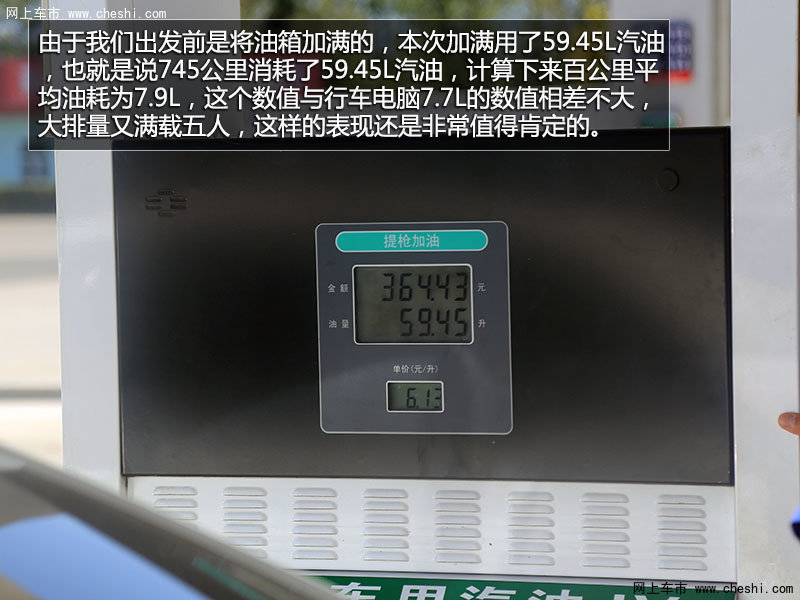 网上车市 - www.cheshi.com -
由于我们出发前是将油箱加满的，本次加满用了59.45L汽油
，也就是说745公里消耗了59.45L汽油，计算下来百公里平
均油耗为7.9L，这个数值与行车电脑7.7L的数值相差不大，
大排量又满载五人，这样的表现还是非常值得肯定的。
提枪加油
金 额 364.43 元
油 量 59.45 升
单价(元/升)
6.13
车用汽油
网上车市 - www.cheshi.com -